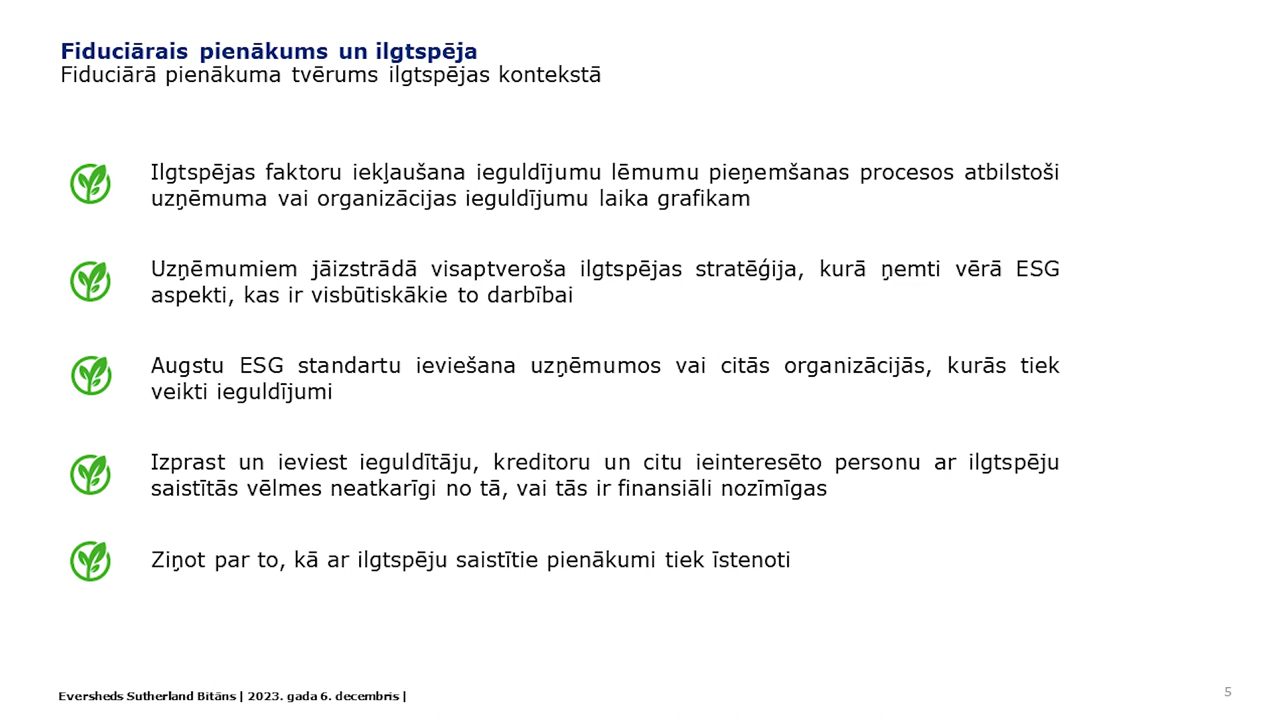 Fiduciārais pienākums un ilgtspēja
Fiduciārā pienākuma tvērums ilgtspējas kontekstā
Ilgtspējas faktoru iekļaušana ieguldījumu lēmumu pieņemšanas procesos atbilstoši
uzņēmuma vai organizācijas ieguldījumu laika grafikam
Uzņēmumiem jāizstrādā visaptveroša ilgtspējas stratēģija, kurā ņemti vērā ESG
aspekti, kas ir visbūtiskākie to darbībai
Augstu ESG standartu ieviešana uzņēmumos vai citās organizācijās, kurās tiek
veikti ieguldījumi
Izprast un ieviest ieguldītāju, kreditoru un citu ieinteresēto personu ar ilgtspēju
saistītās vēlmes neatkarīgi no tā, vai tās ir finansiāli nozīmīgas
Ziņot par to, kā ar ilgtspēju saistītie pienākumi tiek īstenoti
Eversheds Sutherland Bitāns | 2023. gada 6. decembris |
5